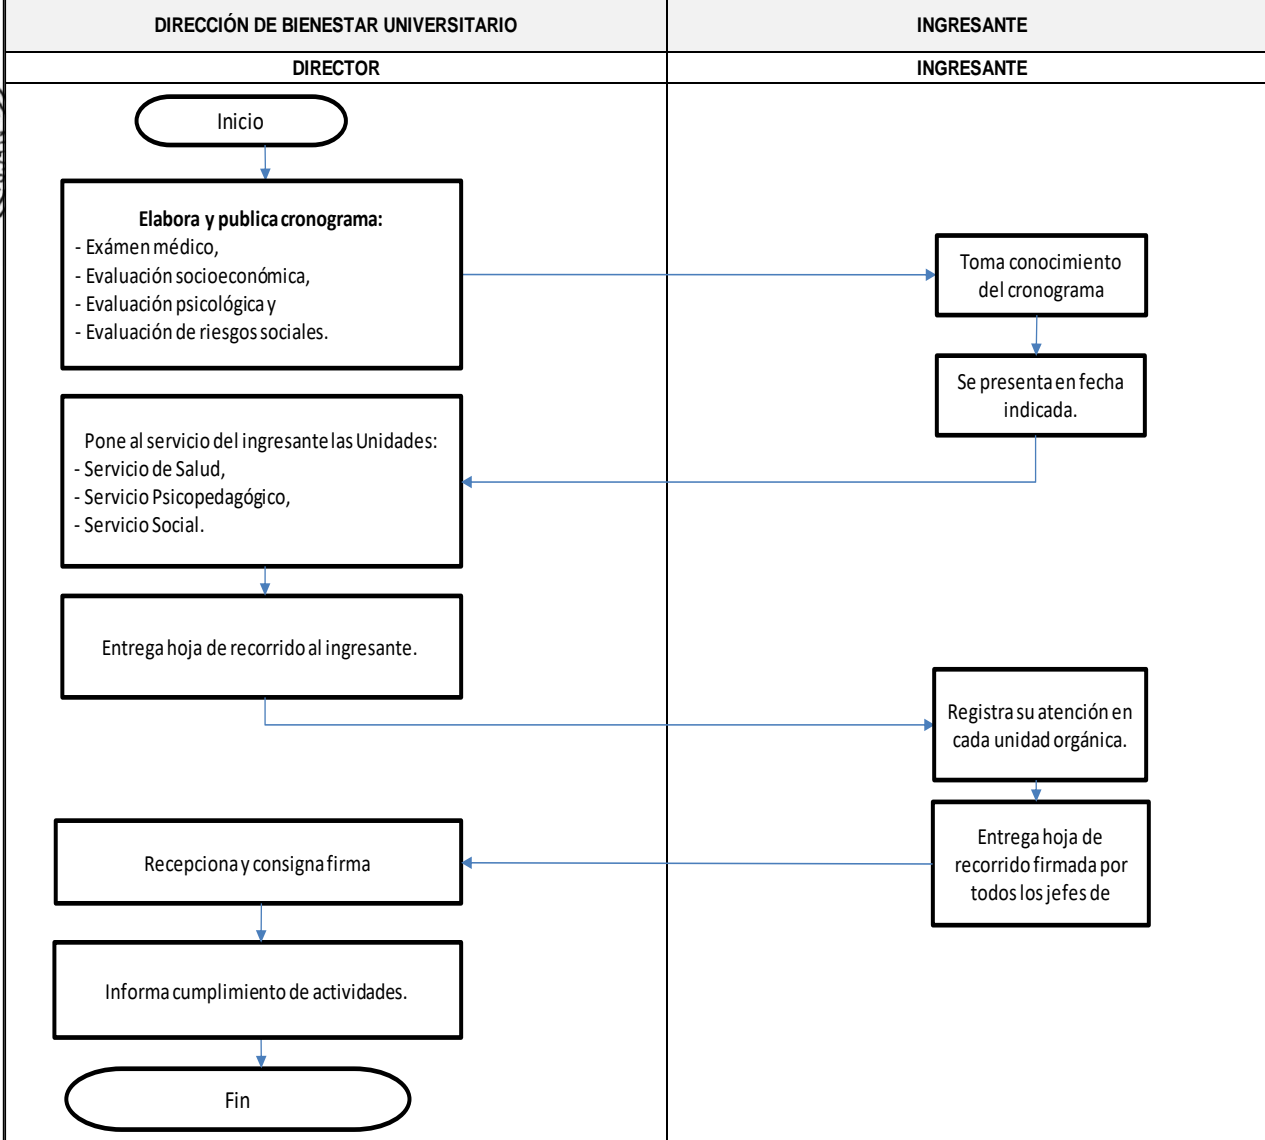 DIRECCIÓN DE BIENESTAR UNIVERSITARIO
INGRESANTE
DIRECTOR
INGRESANTE
Inicio
Elabora y publica cronograma:
- Exámen médico,
- Evaluación socioeconómica,
- Evaluación psicológica y
- Evaluación de riesgos sociales.
Toma conocimiento
del cronograma
Se presenta en fecha
indicada.
Pone al servicio del ingresante las Unidades:
- Servicio de Salud,
- Servicio Psicopedagógico,
- Servicio Social.
Entrega hoja de recorrido al ingresante.
Registra su atención en
cada unidad orgánica.
Entrega hoja de
recorrido firmada por
todos los jefes de
Recepciona y consigna firma
Informa cumplimiento de actividades.
Fin